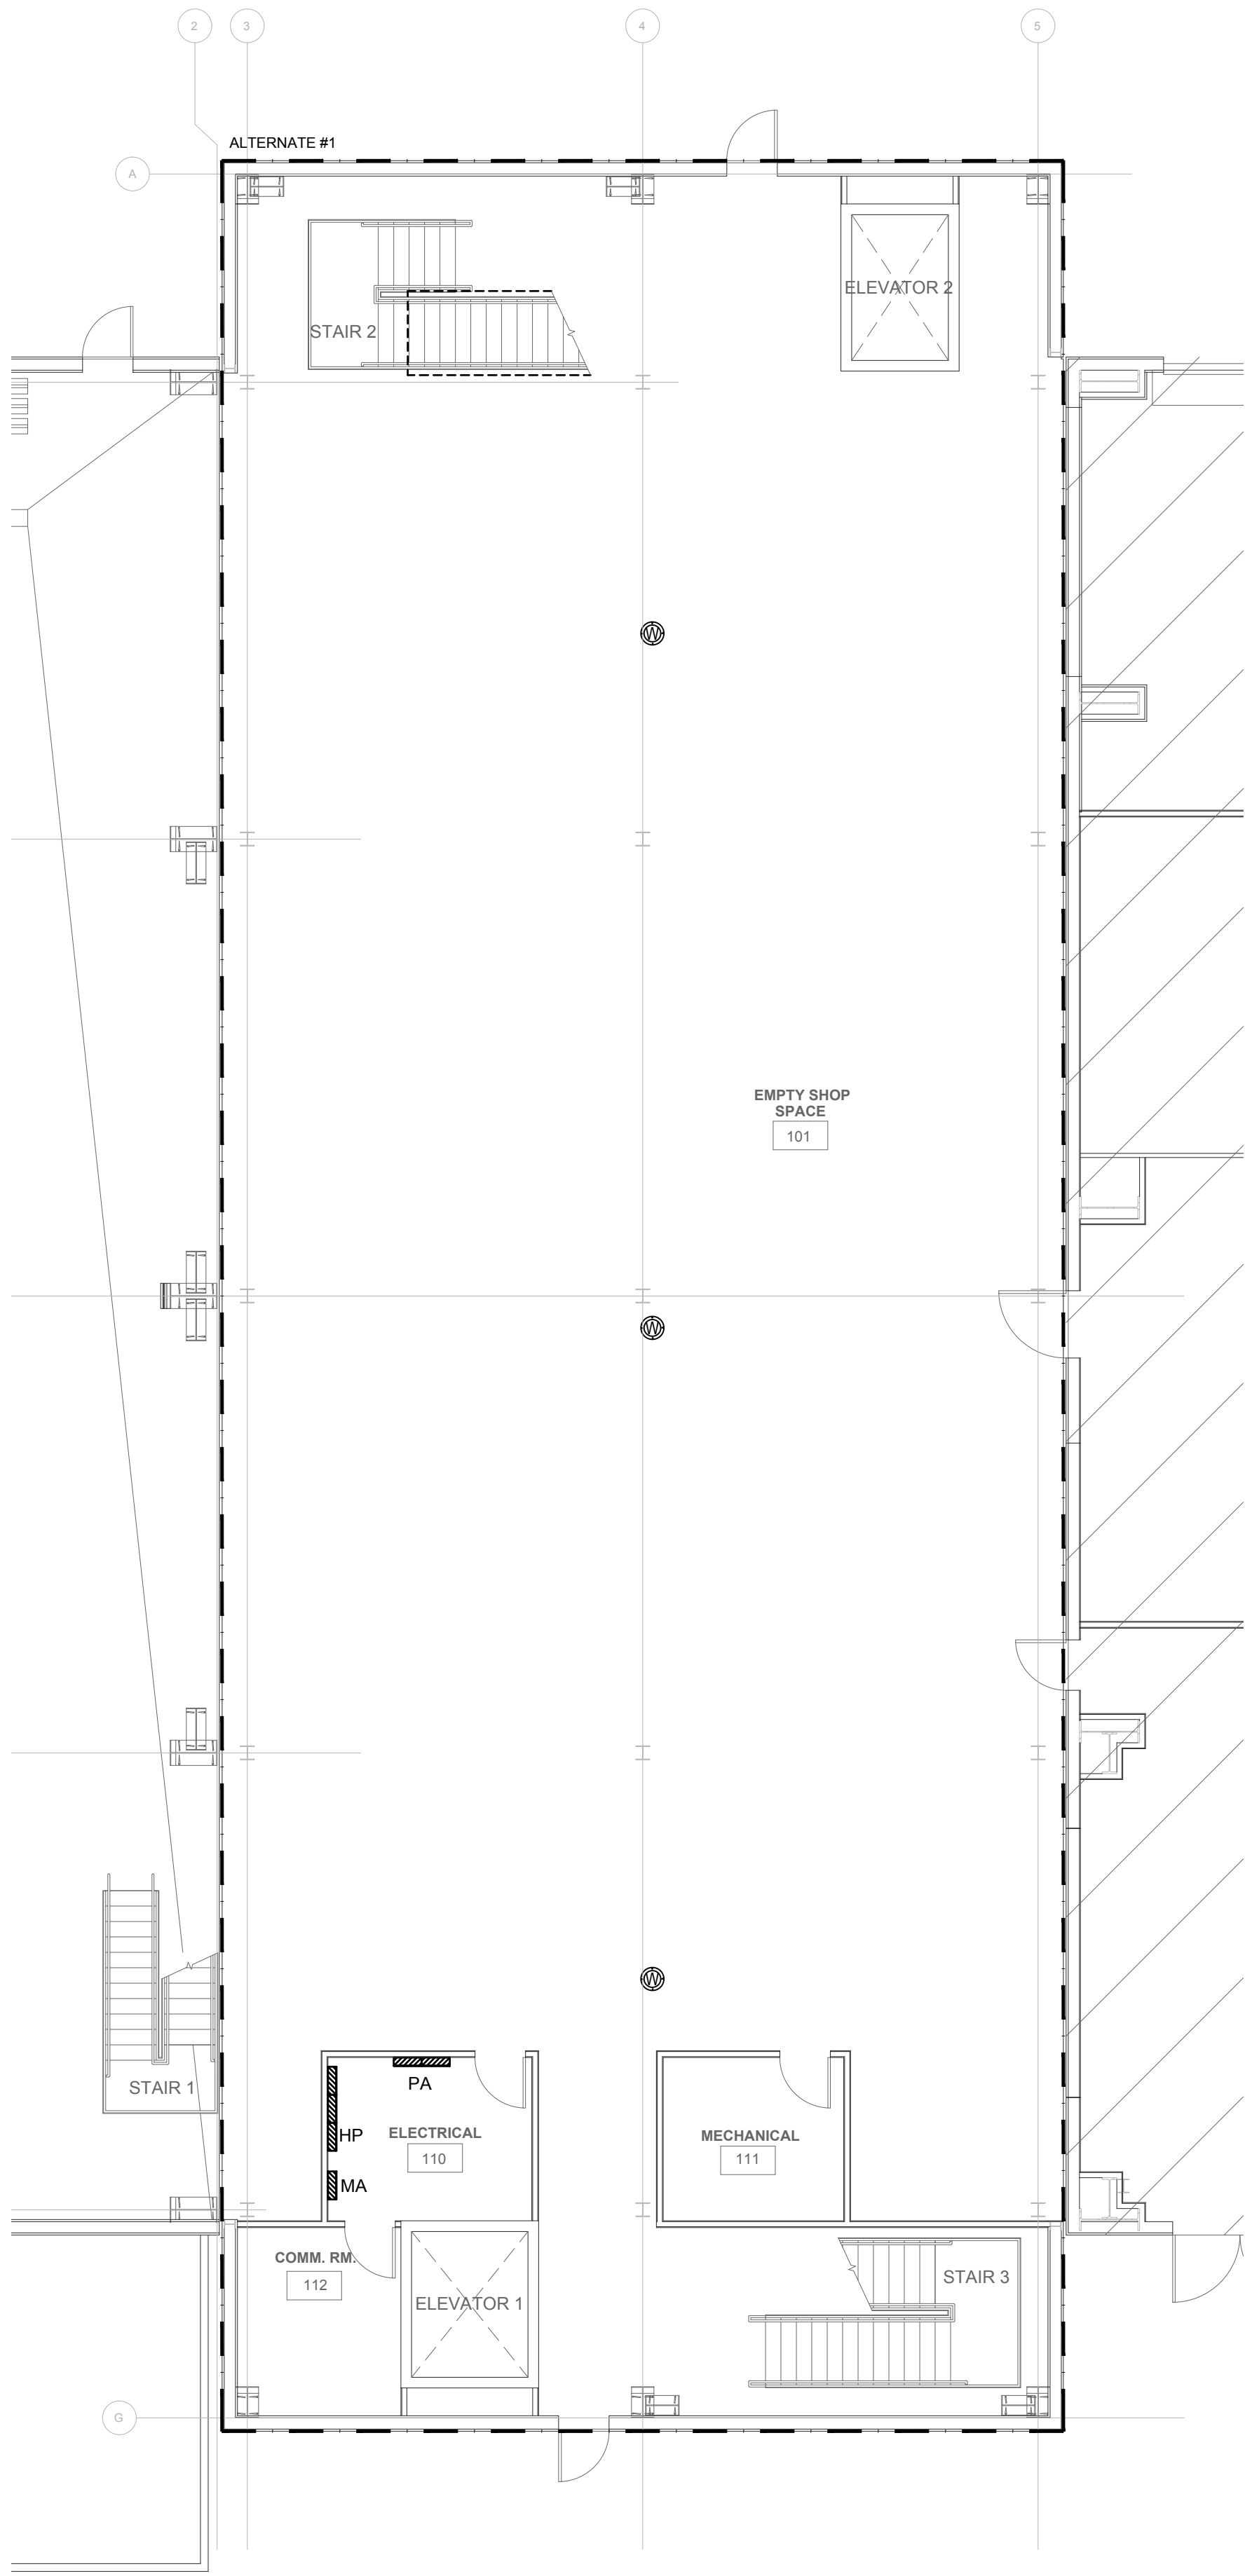 2
3
4
5
ALTERNATE #1
A
ELEVATOR 2
STAIR 2
W
EMPTY SHOP
SPACE
101
W
W
STAIR 1
PA
HP
ELECTRICAL
110
MA
MECHANICAL
111
COMM. RM.
112
ELEVATOR 1
STAIR 3
G